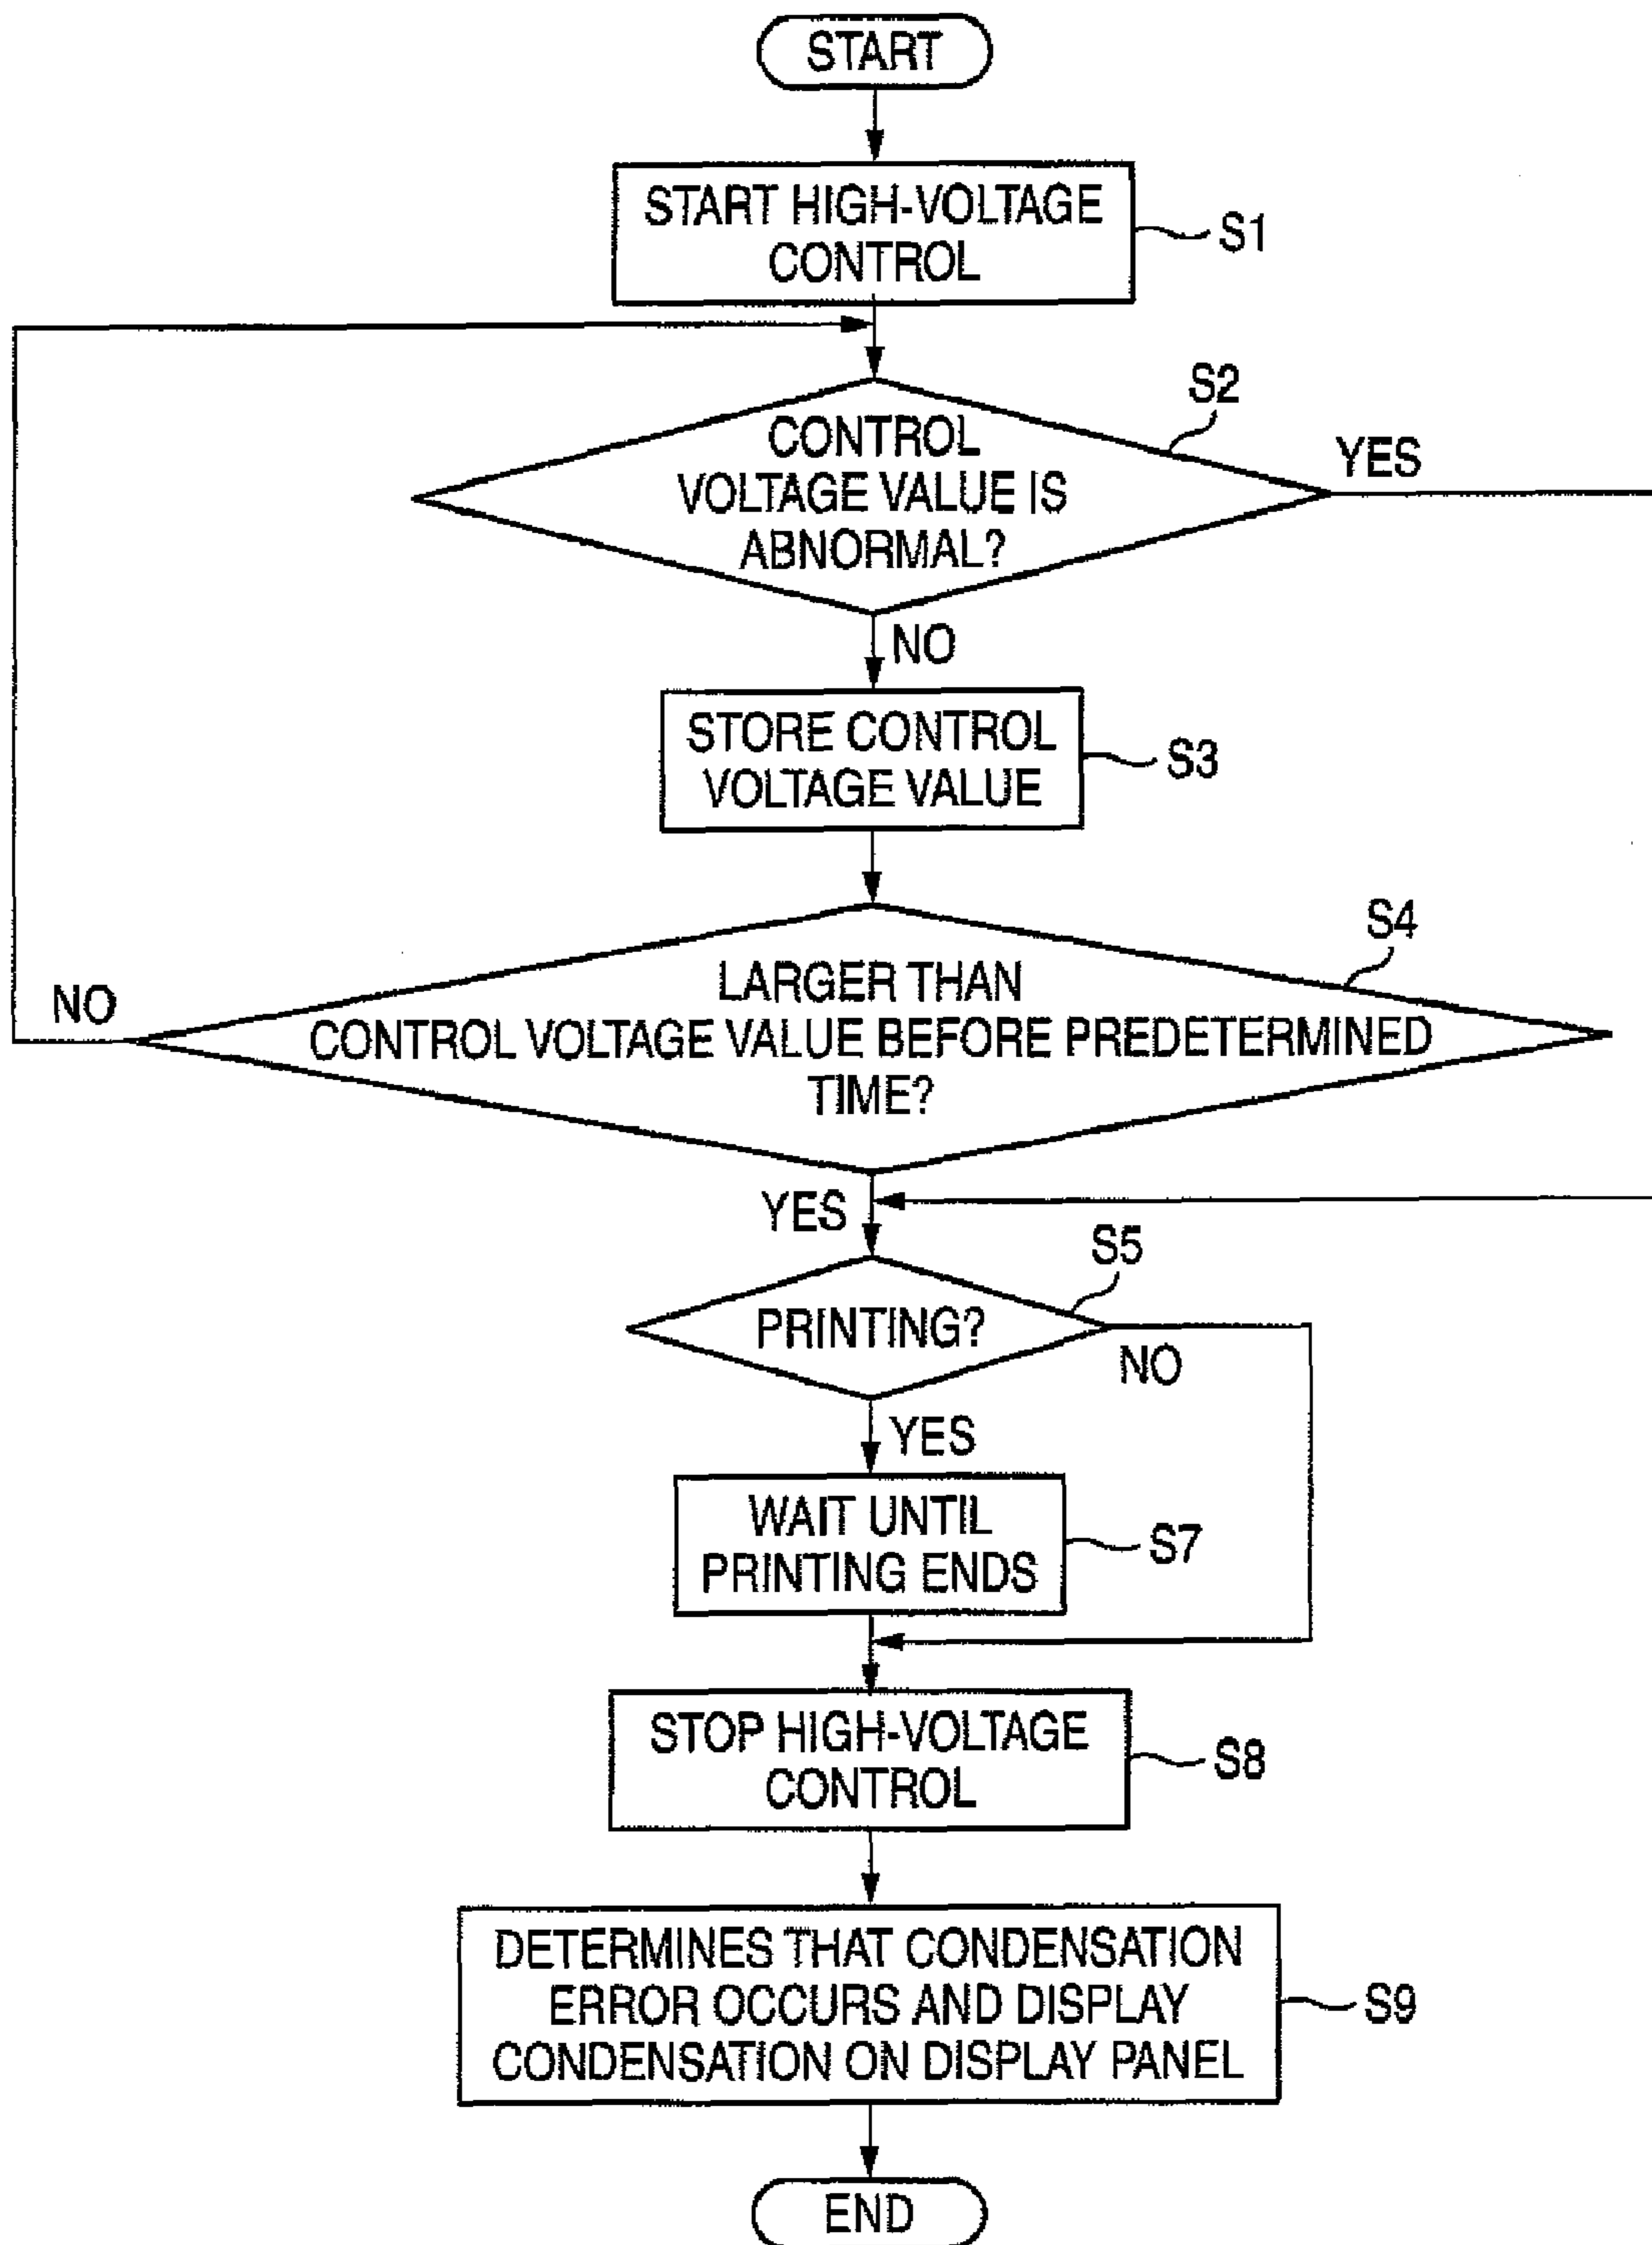 START
START HIGH-VOLTAGE
CONTROL
S1
S2
CONTROL
VOLTAGE VALUE IS
ABNORMAL?
YES
NO
STORE CONTROL
VOLTAGE VALUE
S3
S4
LARGER THAN
CONTROL VOLTAGE VALUE BEFORE PREDETERMINED
TIME?
NO
YES
S5
PRINTING?
NO
YES
WAIT UNTIL
PRINTING ENDS
S7
STOP HIGH-VOLTAGE
CONTROL
S8
DETERMINES THAT CONDENSATION
ERROR OCCURS AND DISPLAY
CONDENSATION ON DISPLAY PANEL
S9
END